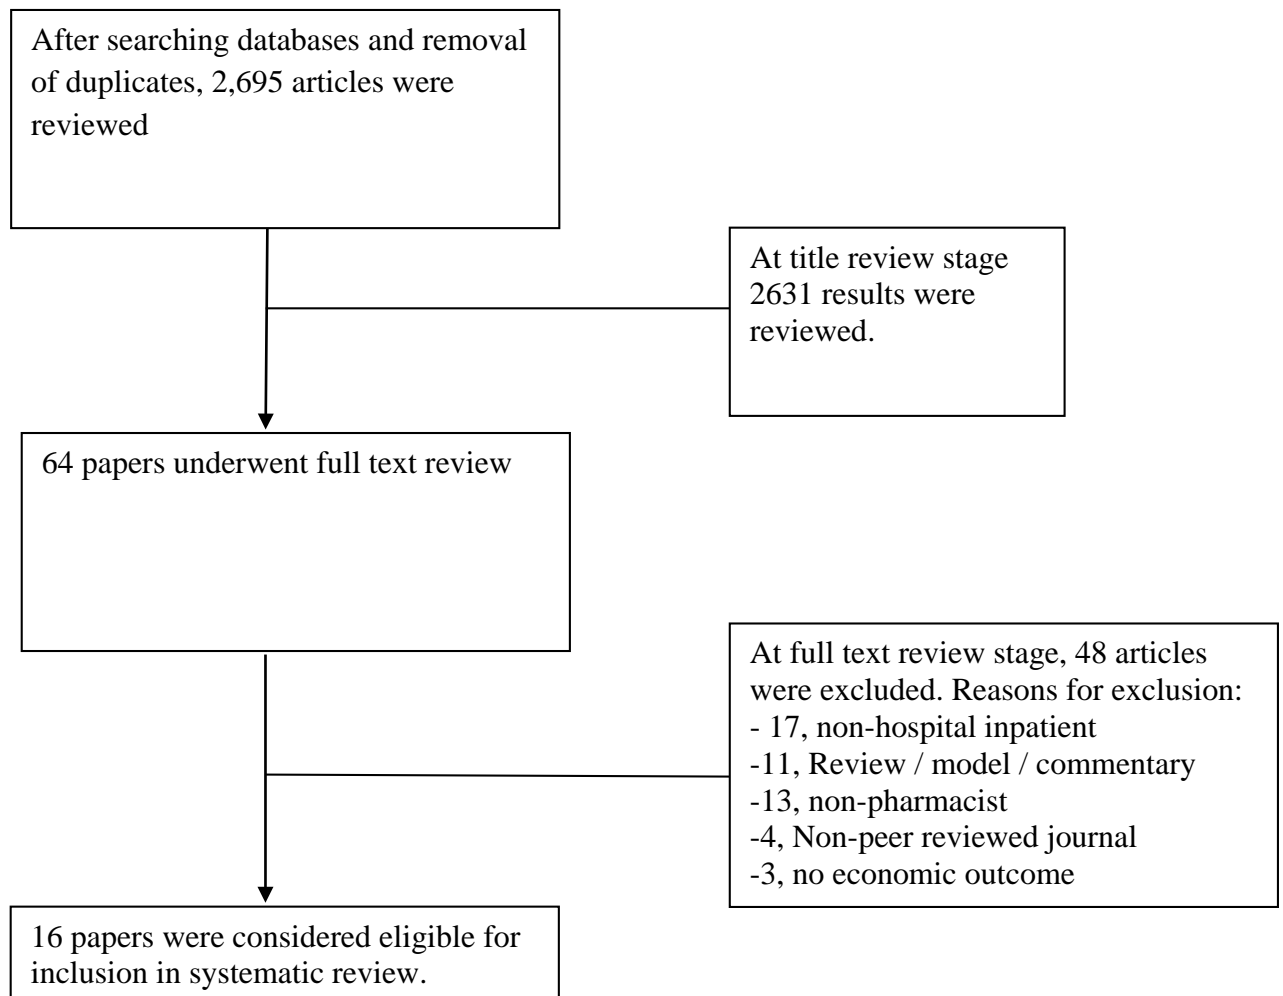 After searching databases and removal
of duplicates, 2,695 articles were
reviewed
At title review stage
2631 results were
reviewed.
64 papers underwent full text review
At full text review stage, 48 articles
were excluded. Reasons for exclusion:
- 17, non-hospital inpatient
-11, Review / model / commentary
-13, non-pharmacist
-4, Non-peer reviewed journal
-3, no economic outcome
16 papers were considered eligible for
inclusion in systematic review.